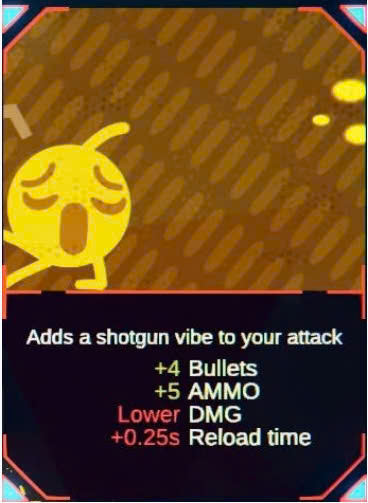 Adds a shotgun vibe to your attack
+4 Bullets
+5 AMMO
Lower DMG
+0.25s Reload time